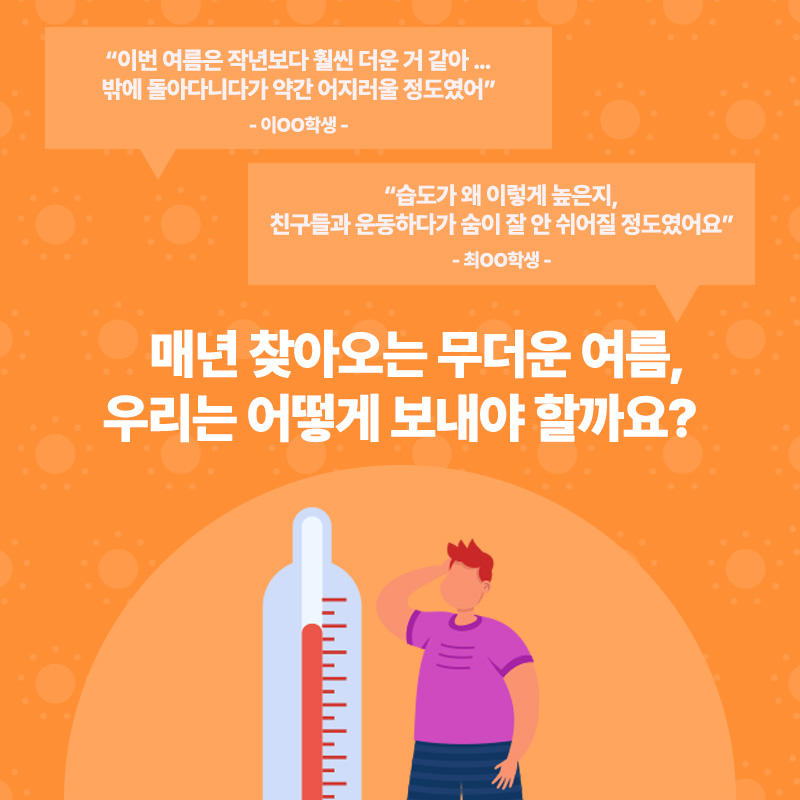 “이번 여름은 작년보다 훨씬 더운 거 같아 ...
밖에 돌아다니다가 약간 어지러울 정도였어”
- 이OO학생 -
“습도가 왜 이렇게 높은지,
친구들과 운동하다가 숨이 잘 안 쉬어질 정도였어요”
- 최OO학생 -
매년 찾아오는 무더운 여름,
우리는 어떻게 보내야 할까요?